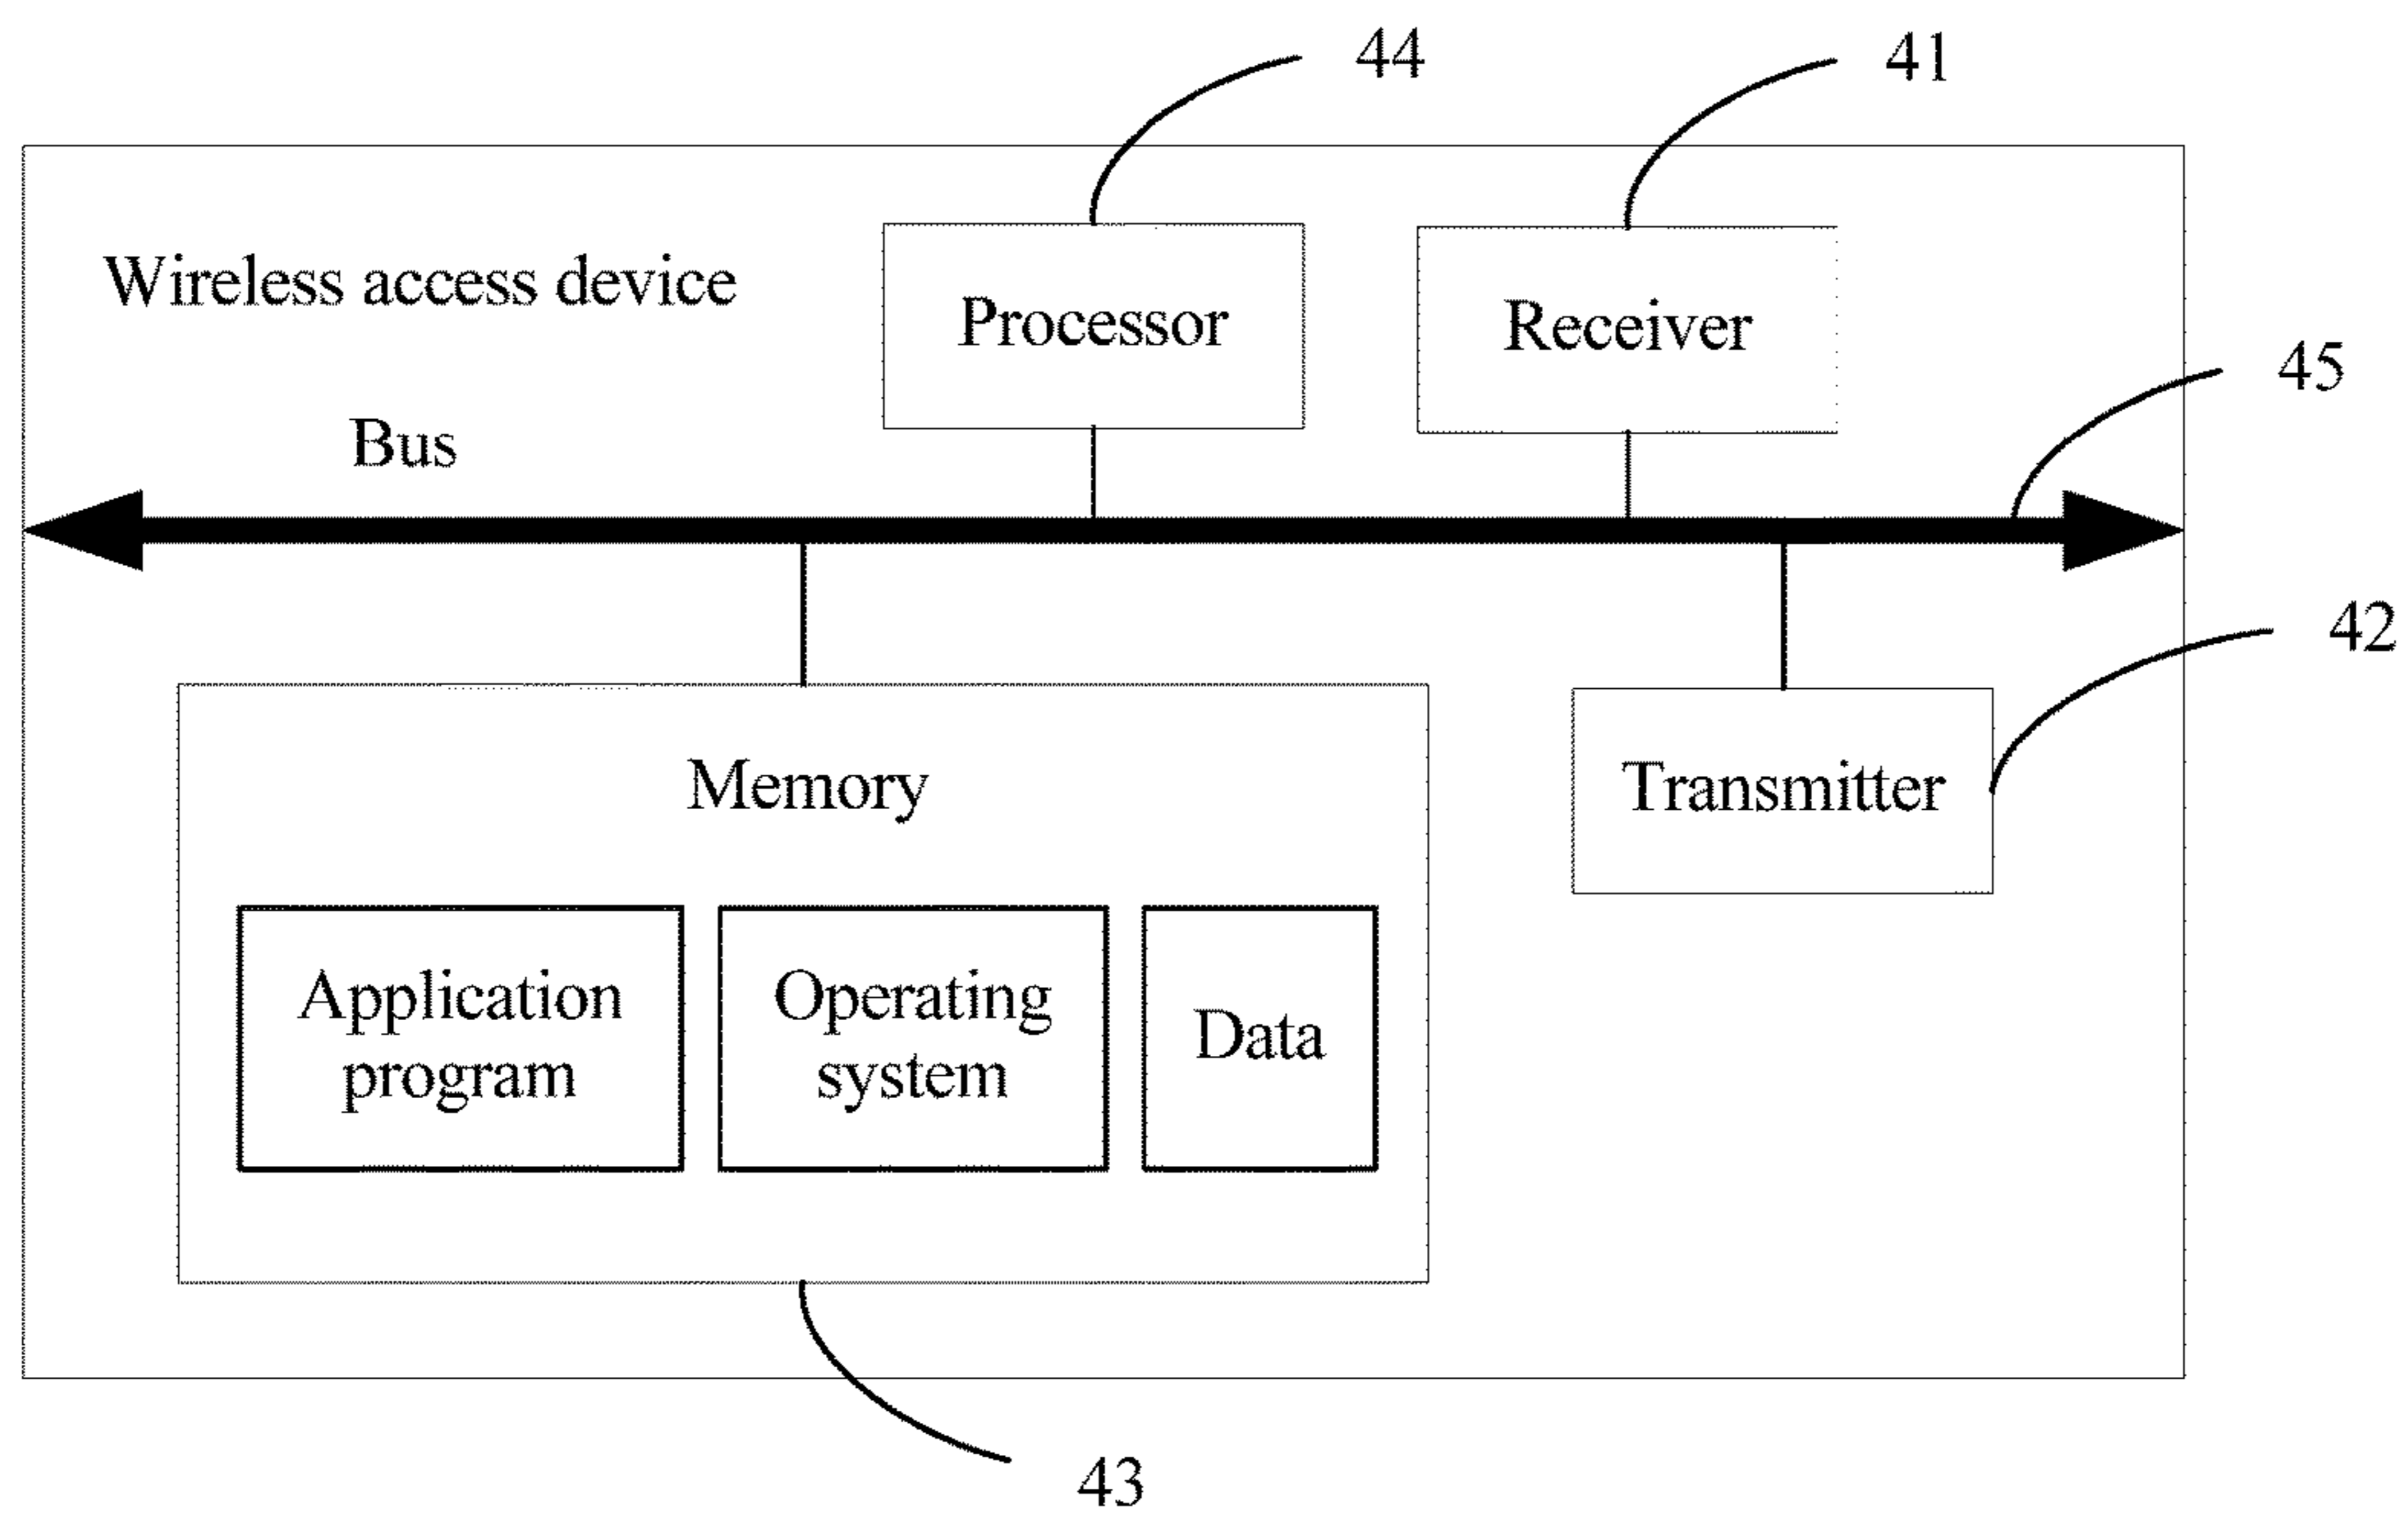 44
41
Wireless access device
Processor
Receiver
45
Bus
42
Memory
Transmitter
Application
program
Operating
system
Data
43